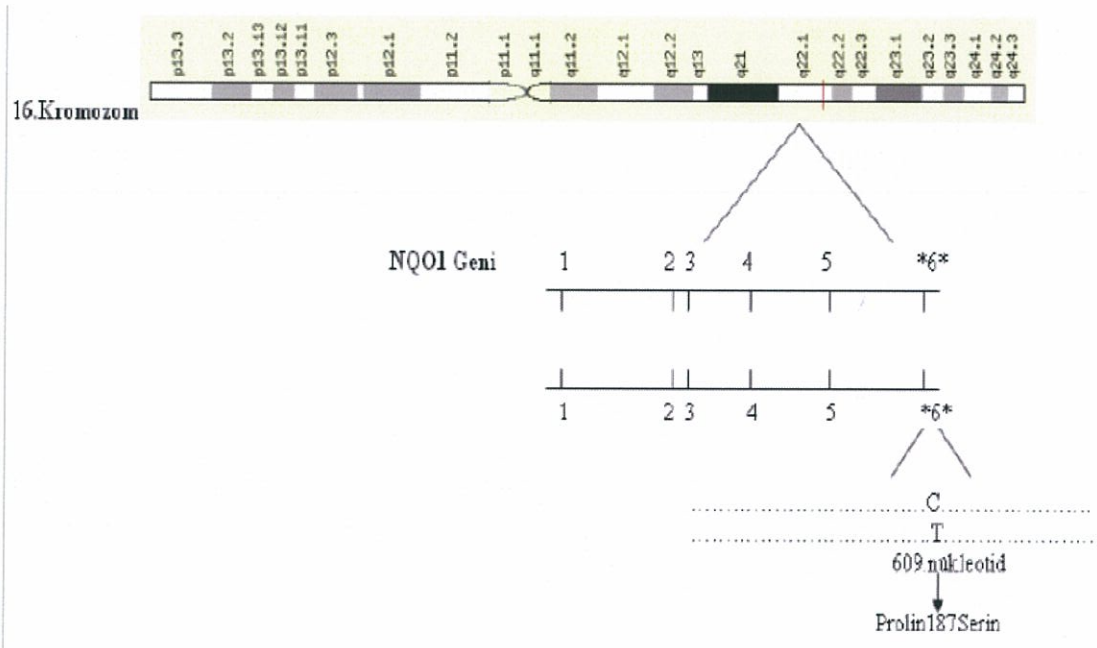 p13.3 p13.2 p13.13 p13.12 p13.11 p12.3 p12.1 p11.2 p11.1 q11.1 q11.2 q12.1 q12.2 q13 q21 q22.1 q22.2 q22.3 q23.1 q23.2 q23.3 q24.1 q24.2 q24.3
16.Kromozom
NQO1 Geni 1 2 3 4 5 *6*
1 2 3 4 5 *6*
C
T
609.nükleotid
Prolin187Serin